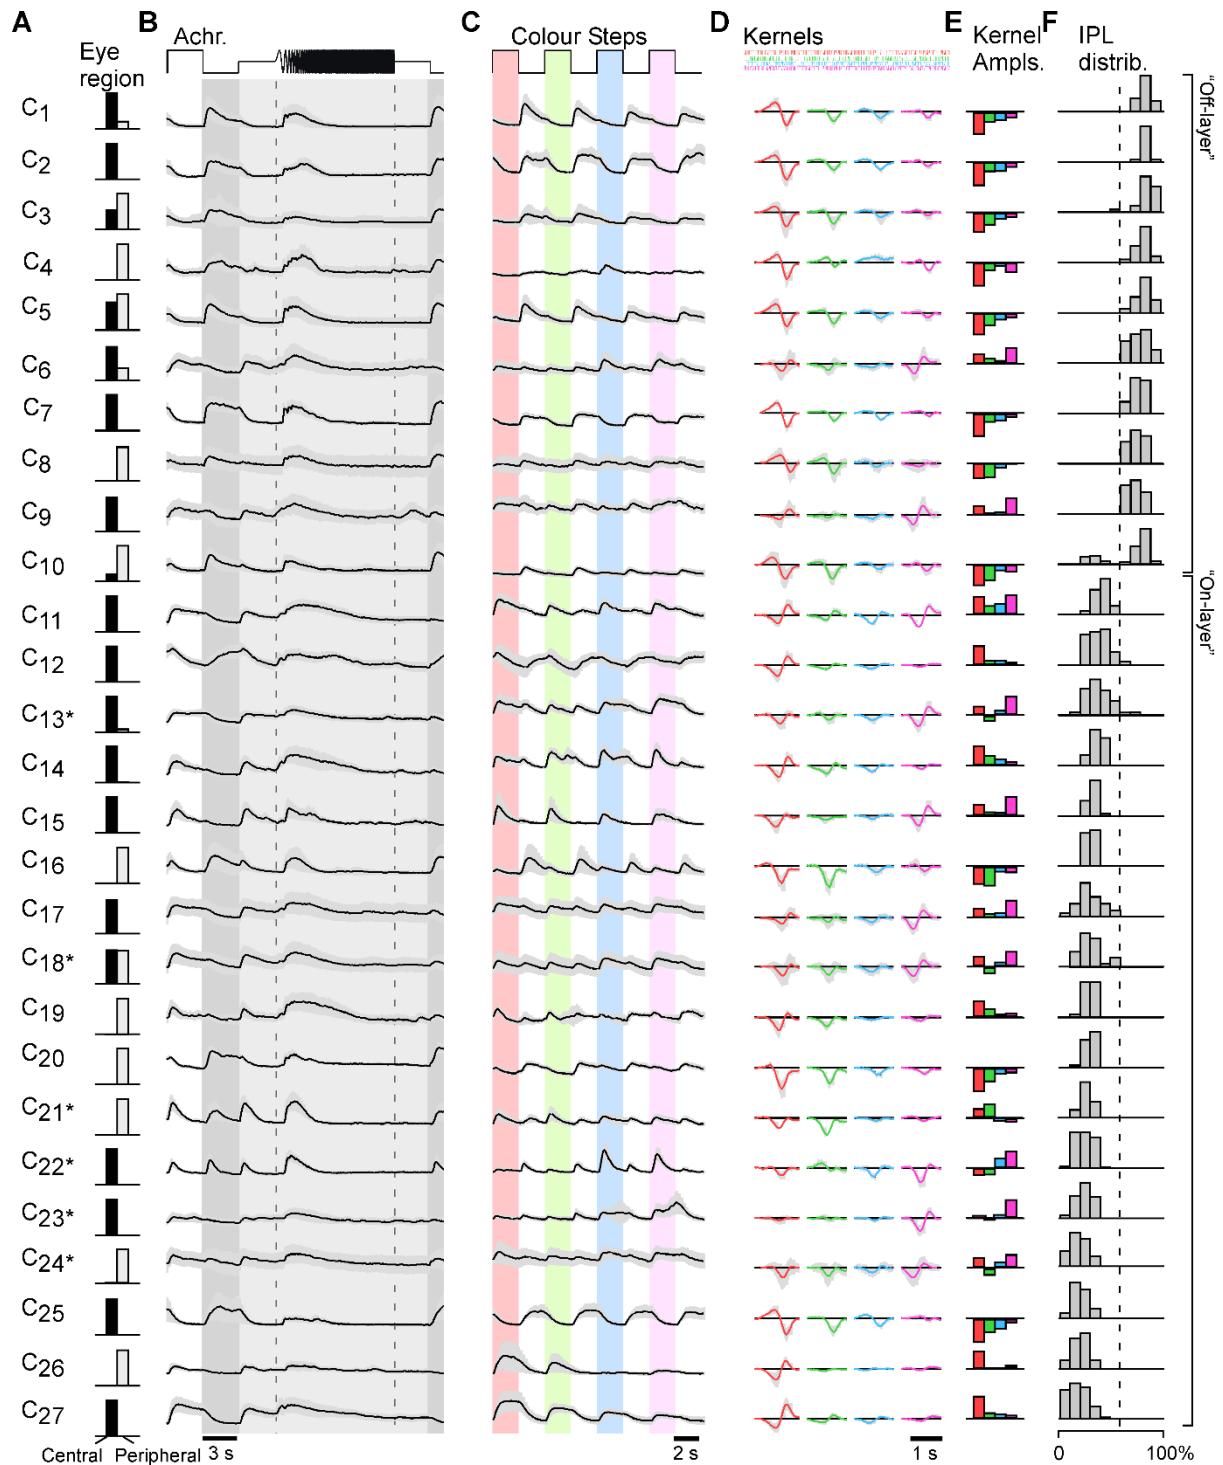 A B C D E F
Eye region
Achr.
Colour Steps
Kernels
Kernel Ampls.
IPL distrib.
C1
C2
C3
C4
C5
C6
C7
C8
C9
C10
C11
C12
C13*
C14
C15
C16
C17
C18*
C19
C20
C21*
C22*
C23*
C24*
C25
C26
C27
"Off-layer"
"On-layer"
Central Peripheral
3 s
2 s
1 s
0 100%